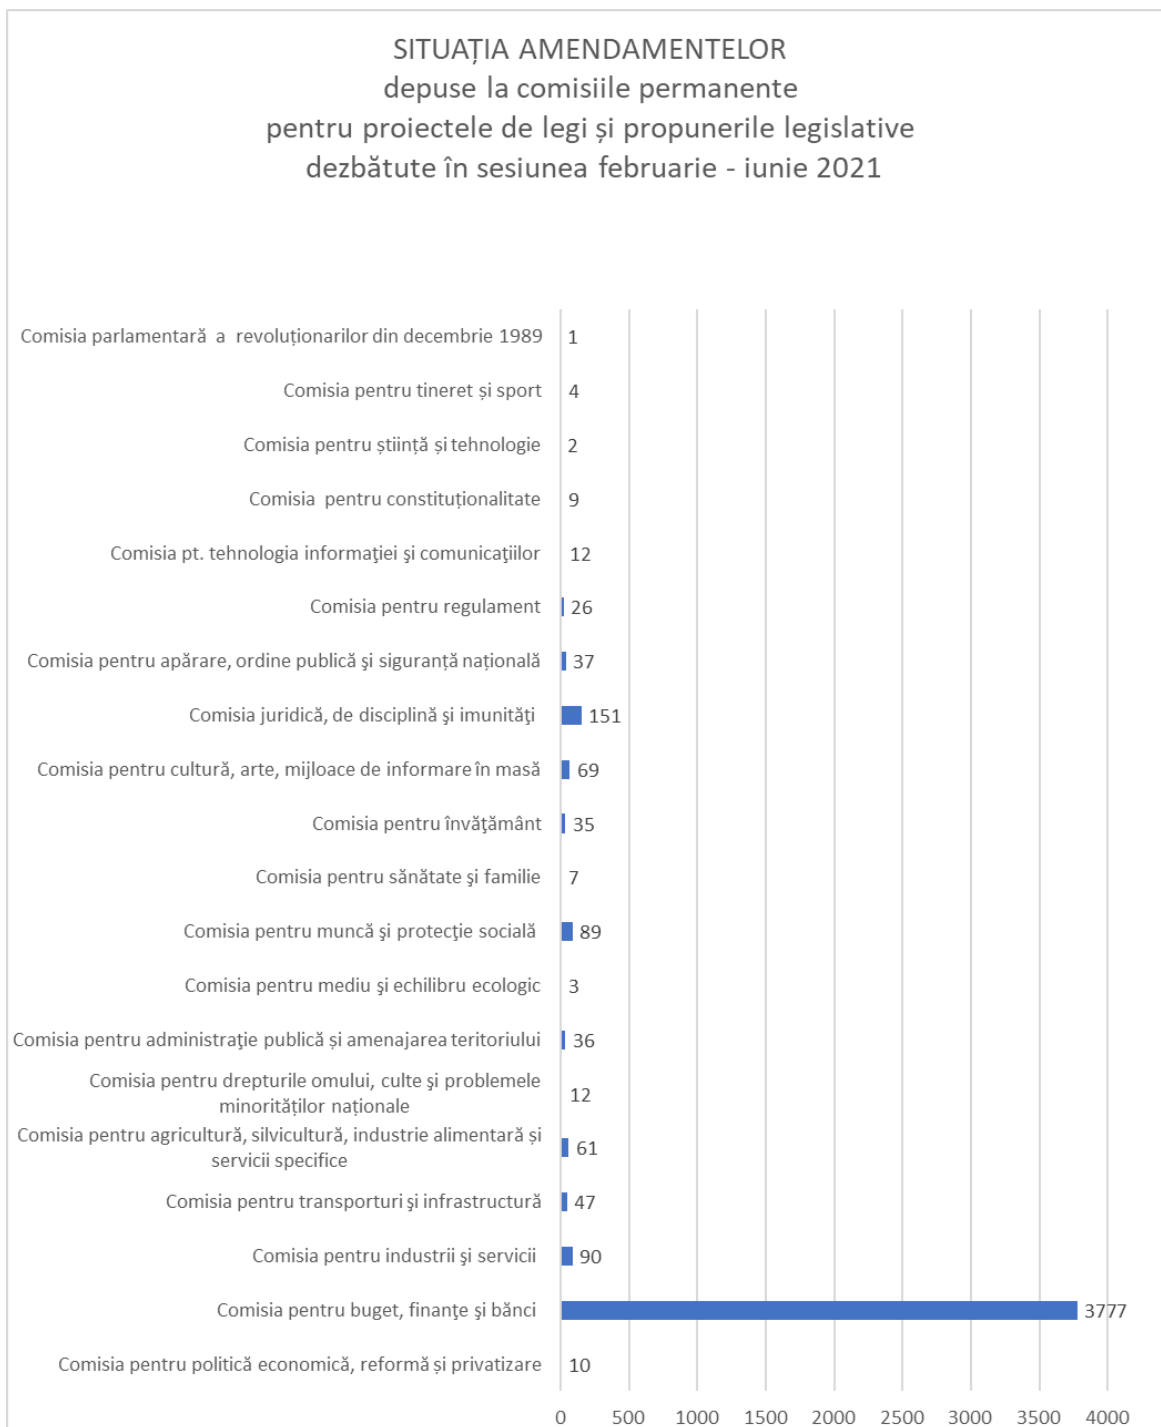 SITUAȚIA AMENDAMENTELOR
depuse la comisiile permanente
pentru proiectele de legi și propunerile legislative
dezbătute în sesiunea februarie - iunie 2021
Comisia parlamentară a revoluționarilor din decembrie 1989 1
Comisia pentru tineret și sport 4
Comisia pentru știință și tehnologie 2
Comisia pentru constituționalitate 9
Comisia pt. tehnologia informaţiei şi comunicaţiilor 12
Comisia pentru regulament 26
Comisia pentru apărare, ordine publică şi siguranță națională 37
Comisia juridică, de disciplină şi imunităţi 151
Comisia pentru cultură, arte, mijloace de informare în masă 69
Comisia pentru învăţământ 35
Comisia pentru sănătate şi familie 7
Comisia pentru muncă şi protecţie socială 89
Comisia pentru mediu şi echilibru ecologic 3
Comisia pentru administraţie publică și amenajarea teritoriului 36
Comisia pentru drepturile omului, culte şi problemele
minorităților naționale 12
Comisia pentru agricultură, silvicultură, industrie alimentară și
servicii specifice 61
Comisia pentru transporturi şi infrastructură 47
Comisia pentru industrii şi servicii 90
Comisia pentru buget, finanţe şi bănci 3777
Comisia pentru politică economică, reformă și privatizare 10
0 500 1000 1500 2000 2500 3000 3500 4000